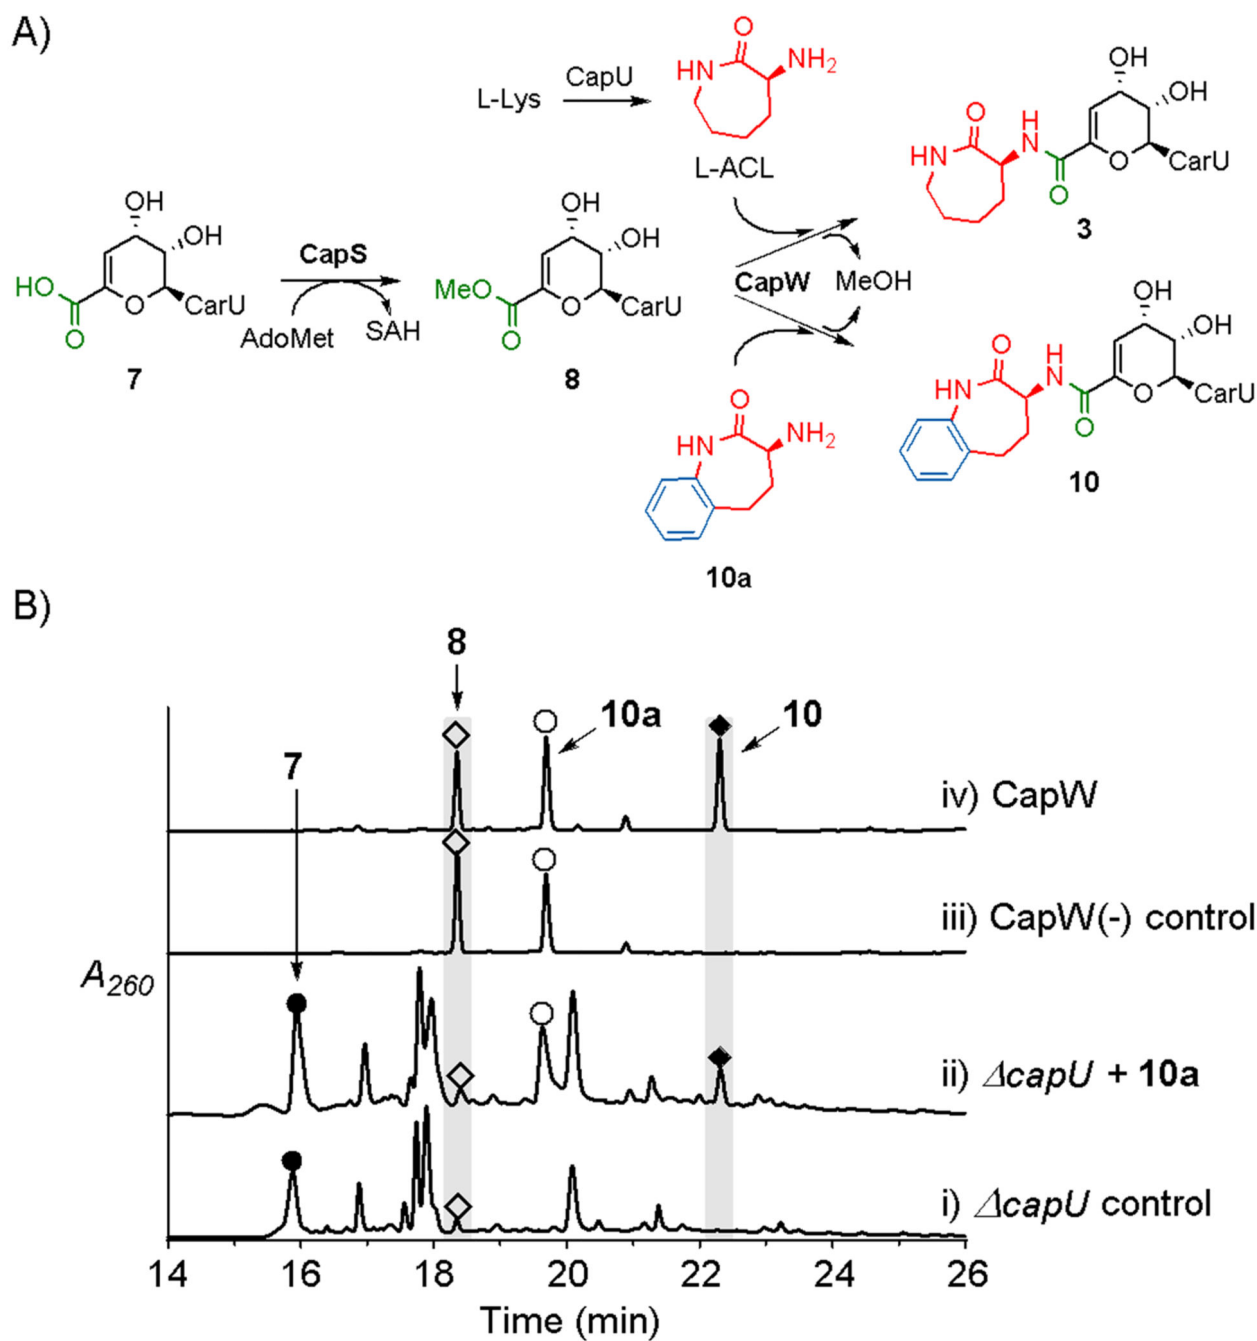 A)
L-Lys
CapU
O
HN
NH2
L-ACL
OH
OH
O
HN
H
N
O
O
CarU
3
OH
OH
HO
O
O
CarU
7
CapS
AdoMet
SAH
OH
OH
MeO
O
O
CarU
8
CapW
MeOH
O
HN
NH2
10a
OH
OH
O
HN
H
N
O
O
CarU
10
B)
8
10a
10
7
iv) CapW
iii) CapW(-) control
ii) ΔcapU + 10a
i) ΔcapU control
A260
14 16 18 20 22 24 26
Time (min)